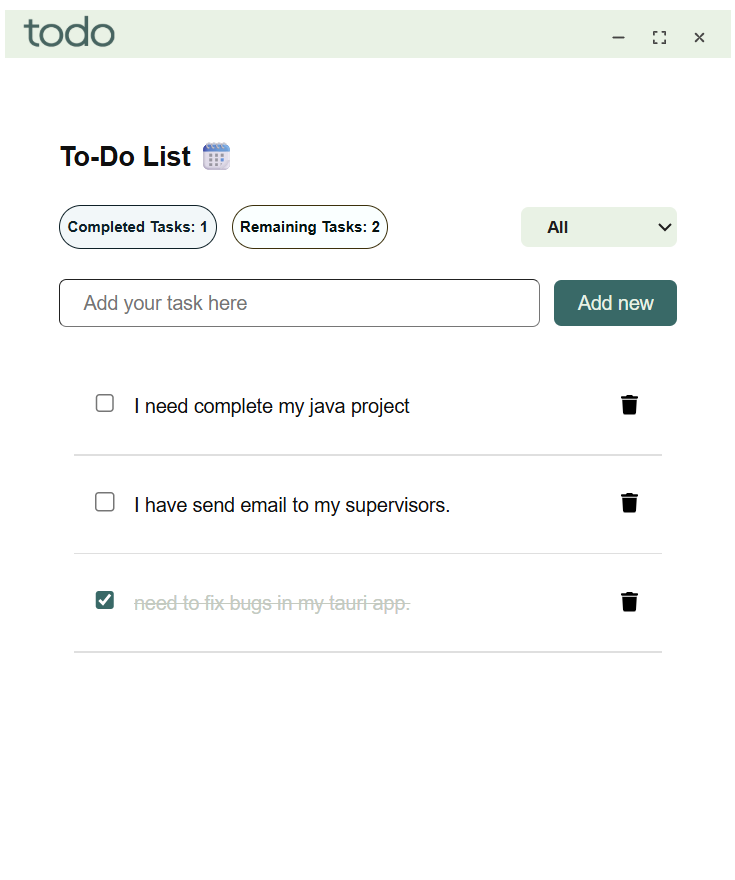 todo
To-Do List
Completed Tasks: 1
Remaining Tasks: 2
All
Add your task here
Add new
I need complete my java project
I have send email to my supervisors.
need to fix bugs in my tauri app.